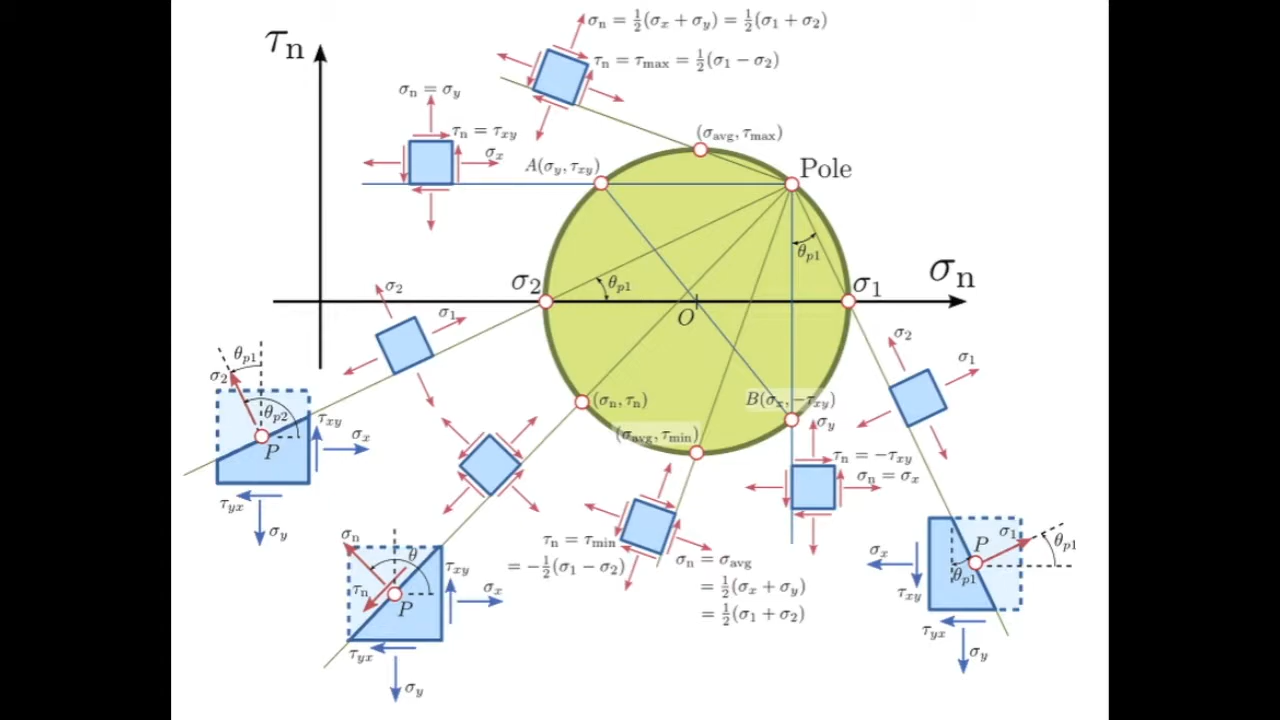 σn = ½(σx + σy) = ½(σ1 + σ2)
τn
τn = τmax = ½(σ1 − σ2)
σn = σy
τn = τxy
σx
(σavg, τmax)
A(σy, τxy)
Pole
θp1
σn
σ2
θp1
σ1
O
σ2
σ1
σ2
σ1
θp1
σ2
θp2
τxy
σx
P
τyx
σy
(σn, τn)
B(σx, −τxy)
σy
(σavg, τmin)
τn = −τxy
σn = σx
τn = τmin
= −½(σ1 − σ2)
σn = σavg
= ½(σx + σy)
= ½(σ1 + σ2)
σn
θ
τxy
σx
τn
P
τyx
σy
σx
P
σ1
θp1
θp1
τxy
τyx
σy